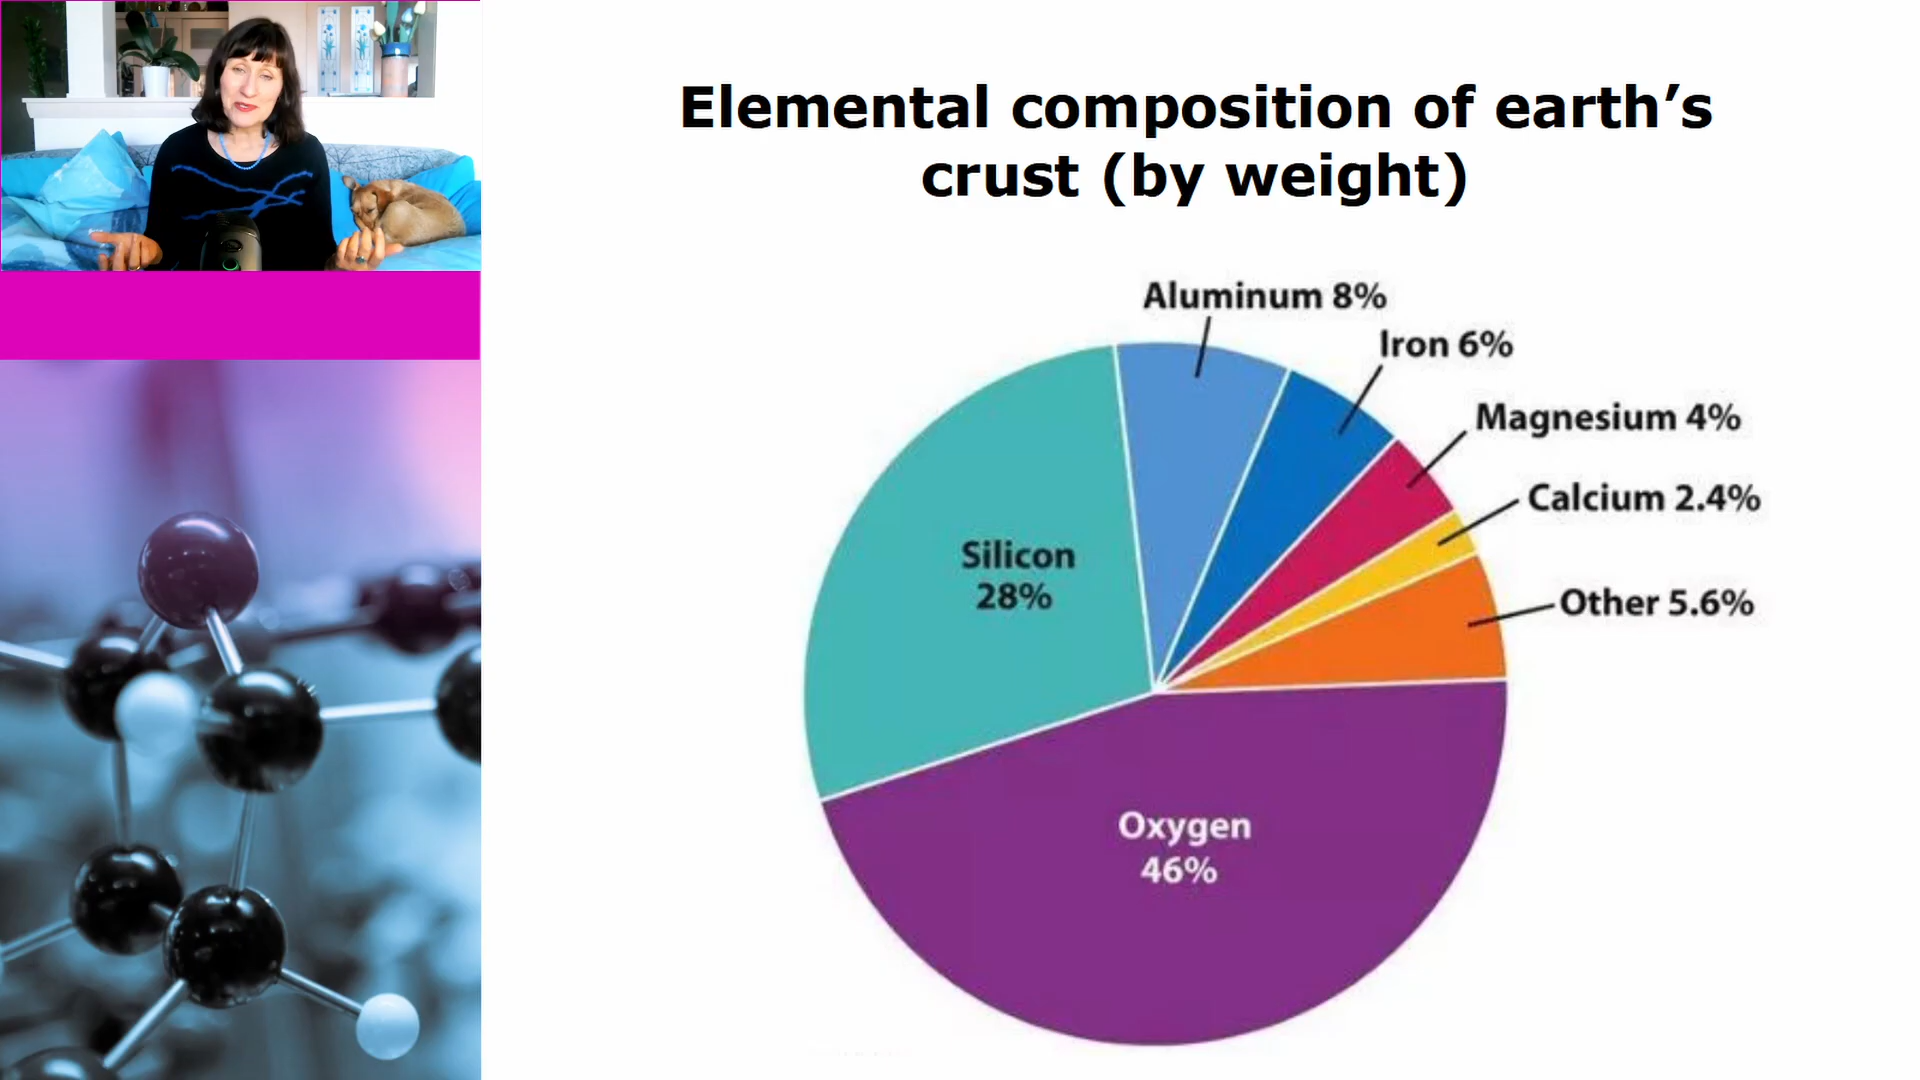 Elemental composition of earth’s
crust (by weight)
Aluminum 8%
Iron 6%
Magnesium 4%
Calcium 2.4%
Silicon
28%
Other 5.6%
Oxygen
46%